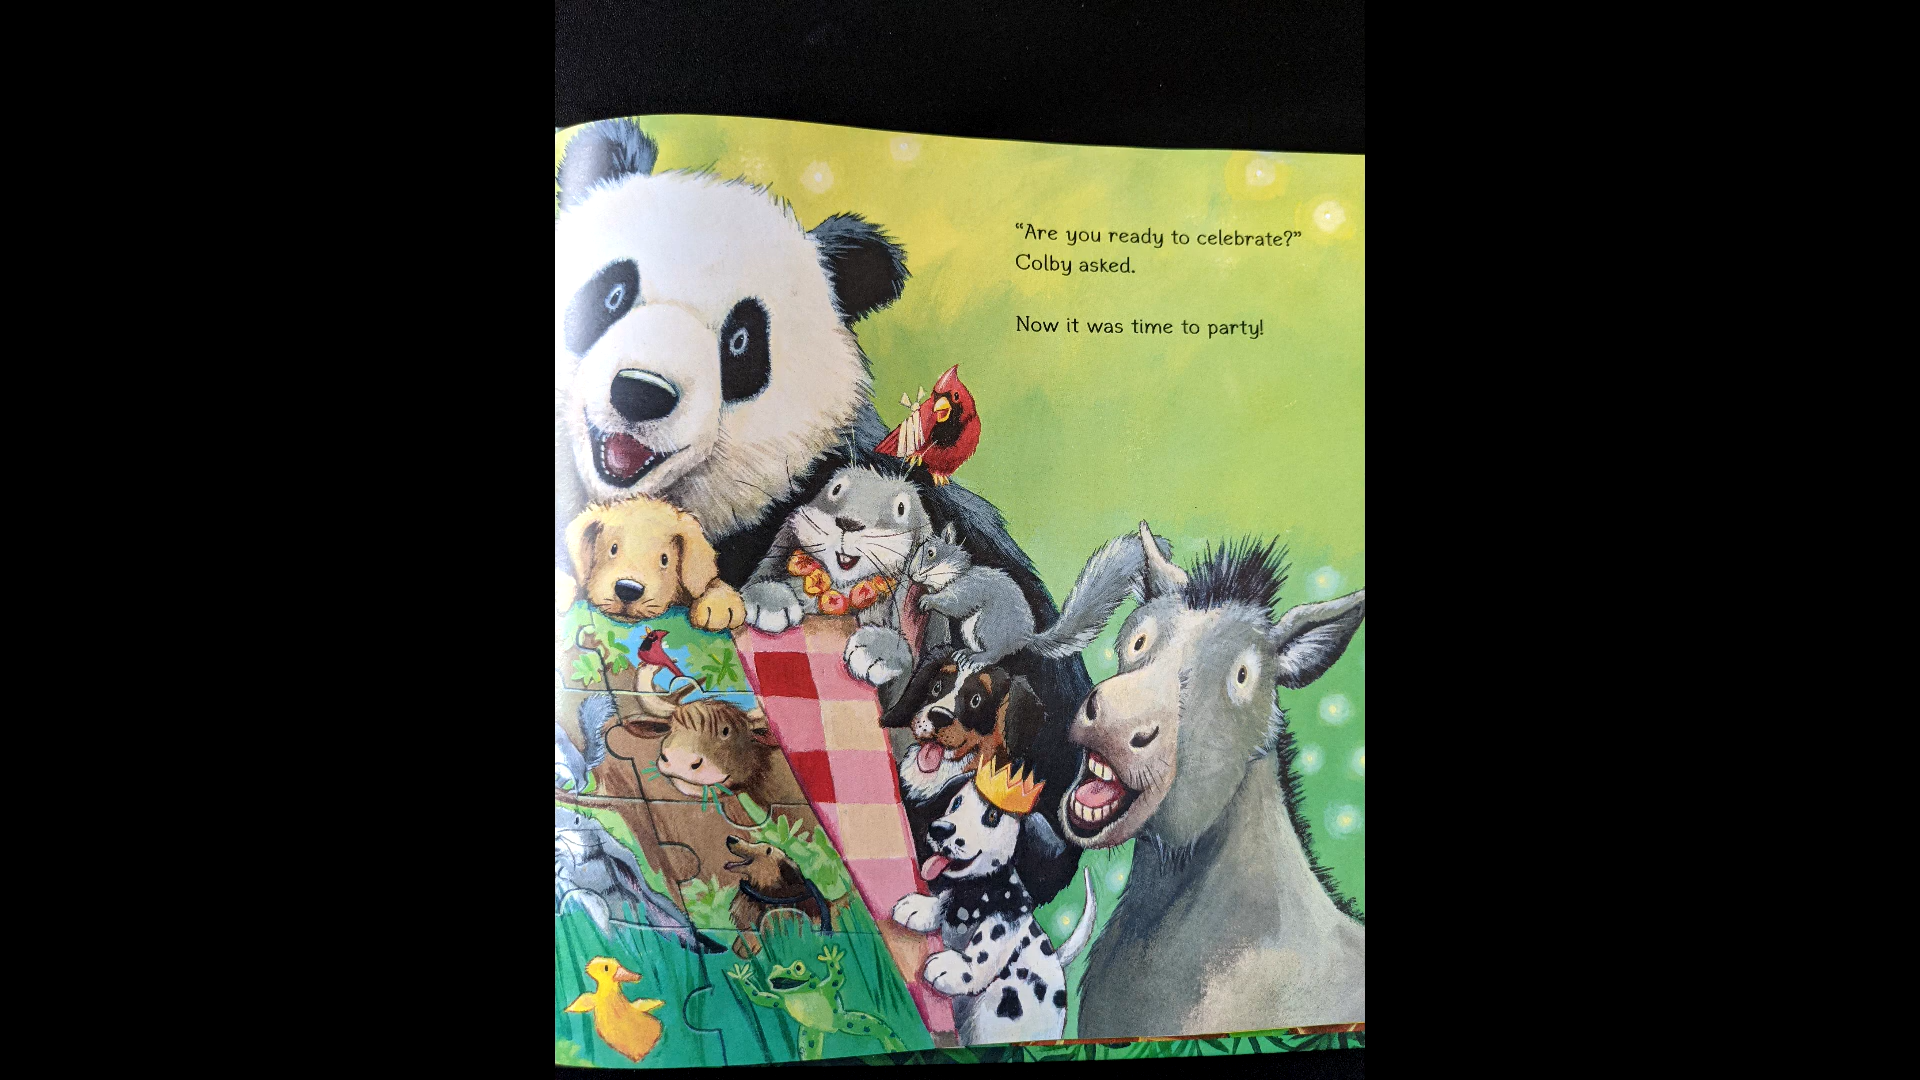 “Are you ready to celebrate?”
Colby asked.
Now it was time to party!